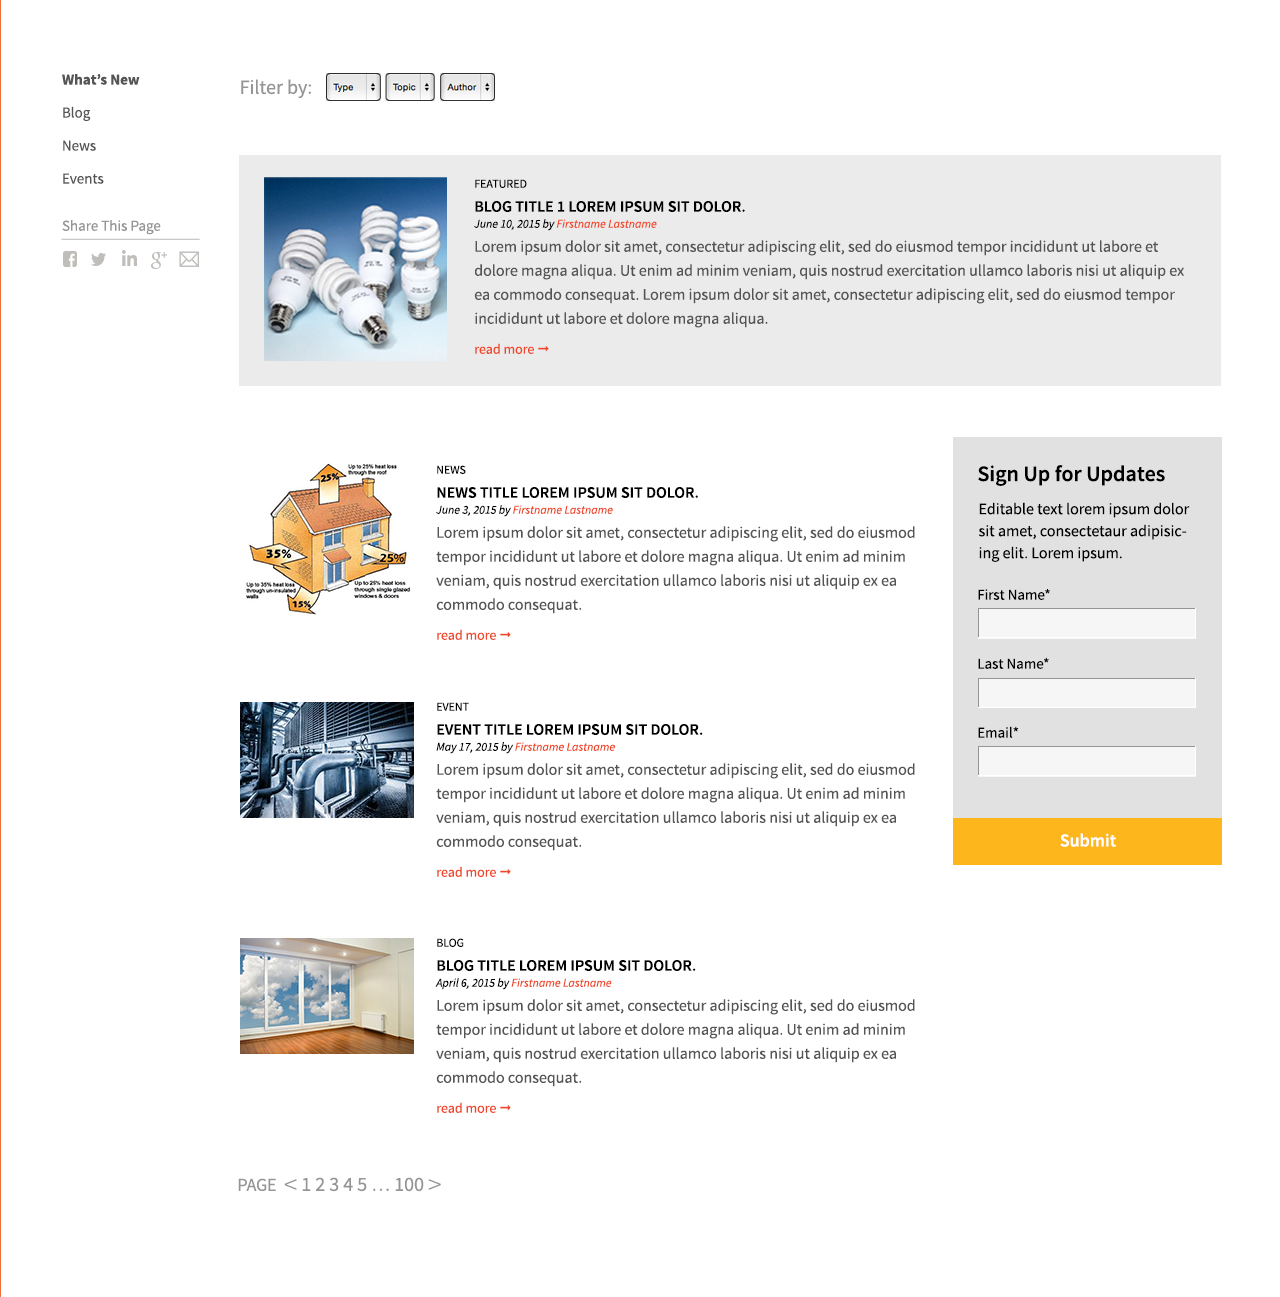 What's New
Blog
News
Events
Share This Page
Filter by:
Type
Topic
Author
FEATURED
BLOG TITLE 1 LOREM IPSUM SIT DOLOR.
June 10, 2015 by Firstname Lastname
Lorem ipsum dolor sit amet, consectetur adipiscing elit, sed do eiusmod tempor incididunt ut labore et
dolore magna aliqua. Ut enim ad minim veniam, quis nostrud exercitation ullamco laboris nisi ut aliquip ex
ea commodo consequat. Lorem ipsum dolor sit amet, consectetur adipiscing elit, sed do eiusmod tempor
incididunt ut labore et dolore magna aliqua.
read more →
Up to 25% heat loss
through the roof
25%
35%
25%
Up to 35% heat loss
through un-insulated
walls
Up to 25% heat loss
through single glazed
windows & doors
15%
NEWS
NEWS TITLE LOREM IPSUM SIT DOLOR.
June 3, 2015 by Firstname Lastname
Lorem ipsum dolor sit amet, consectetur adipiscing elit, sed do eiusmod
tempor incididunt ut labore et dolore magna aliqua. Ut enim ad minim
veniam, quis nostrud exercitation ullamco laboris nisi ut aliquip ex ea
commodo consequat.
read more →
EVENT
EVENT TITLE LOREM IPSUM SIT DOLOR.
May 17, 2015 by Firstname Lastname
Lorem ipsum dolor sit amet, consectetur adipiscing elit, sed do eiusmod
tempor incididunt ut labore et dolore magna aliqua. Ut enim ad minim
veniam, quis nostrud exercitation ullamco laboris nisi ut aliquip ex ea
commodo consequat.
read more →
BLOG
BLOG TITLE LOREM IPSUM SIT DOLOR.
April 6, 2015 by Firstname Lastname
Lorem ipsum dolor sit amet, consectetur adipiscing elit, sed do eiusmod
tempor incididunt ut labore et dolore magna aliqua. Ut enim ad minim
veniam, quis nostrud exercitation ullamco laboris nisi ut aliquip ex ea
commodo consequat.
read more →
Sign Up for Updates
Editable text lorem ipsum dolor
sit amet, consectetaur adipisic-
ing elit. Lorem ipsum.
First Name*
Last Name*
Email*
Submit
PAGE < 1 2 3 4 5 ... 100 >